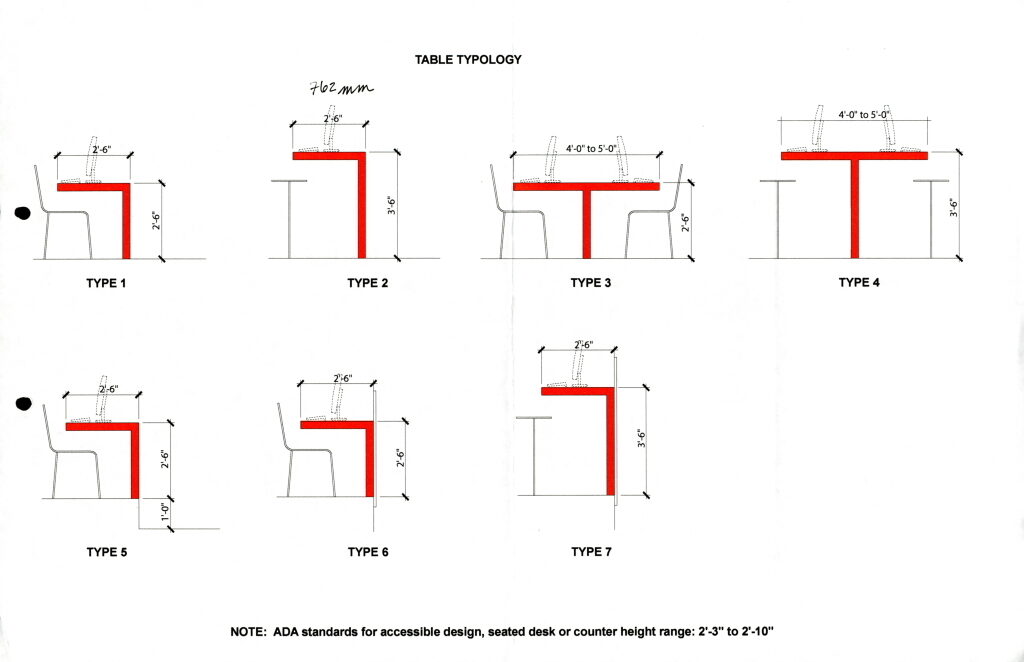 TABLE TYPOLOGY
762 mm
2'-6"
2'-6"
TYPE 1
2'-6"
3'-6"
TYPE 2
4'-0" to 5'-0"
2'-6"
TYPE 3
4'-0" to 5'-0"
3'-6"
TYPE 4
2'-6"
2'-6"
1'-0"
TYPE 5
2'-6"
2'-6"
TYPE 6
2'-6"
3'-6"
TYPE 7
NOTE: ADA standards for accessible design, seated desk or counter height range: 2'-3" to 2'-10"